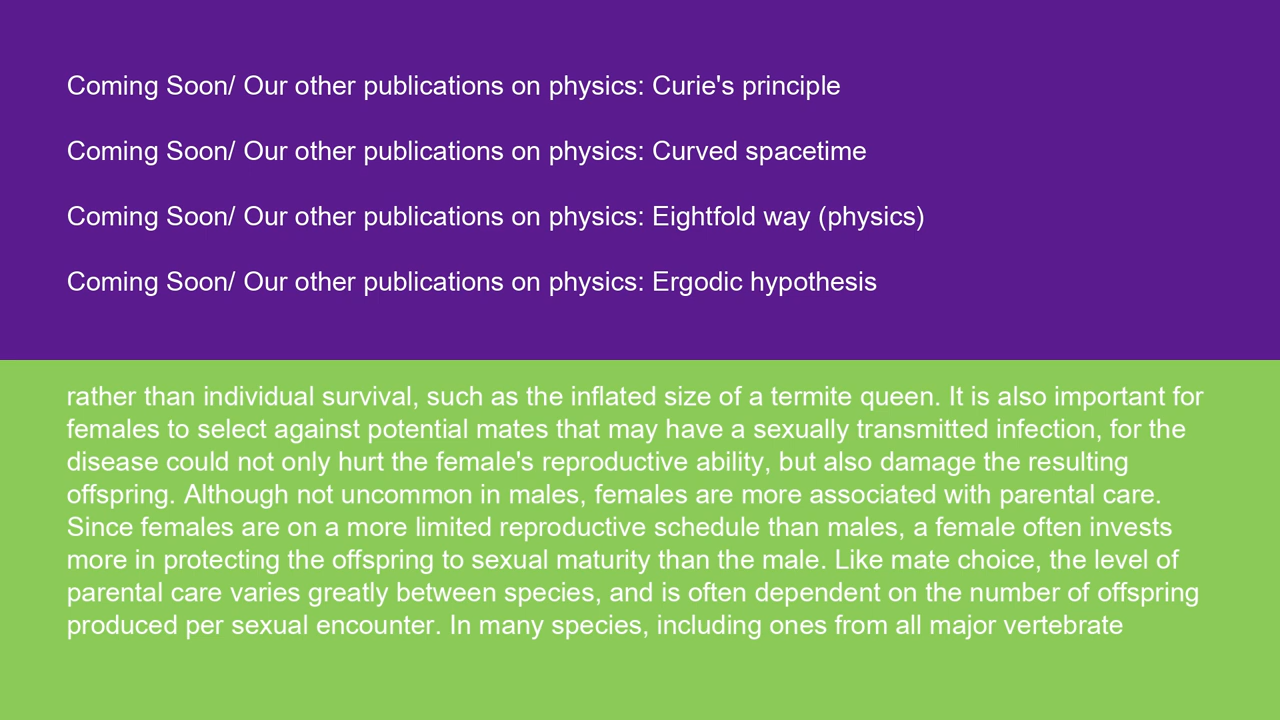 Coming Soon/ Our other publications on physics: Curie's principle
Coming Soon/ Our other publications on physics: Curved spacetime
Coming Soon/ Our other publications on physics: Eightfold way (physics)
Coming Soon/ Our other publications on physics: Ergodic hypothesis
rather than individual survival, such as the inflated size of a termite queen. It is also important for
females to select against potential mates that may have a sexually transmitted infection, for the
disease could not only hurt the female's reproductive ability, but also damage the resulting
offspring. Although not uncommon in males, females are more associated with parental care.
Since females are on a more limited reproductive schedule than males, a female often invests
more in protecting the offspring to sexual maturity than the male. Like mate choice, the level of
parental care varies greatly between species, and is often dependent on the number of offspring
produced per sexual encounter. In many species, including ones from all major vertebrate